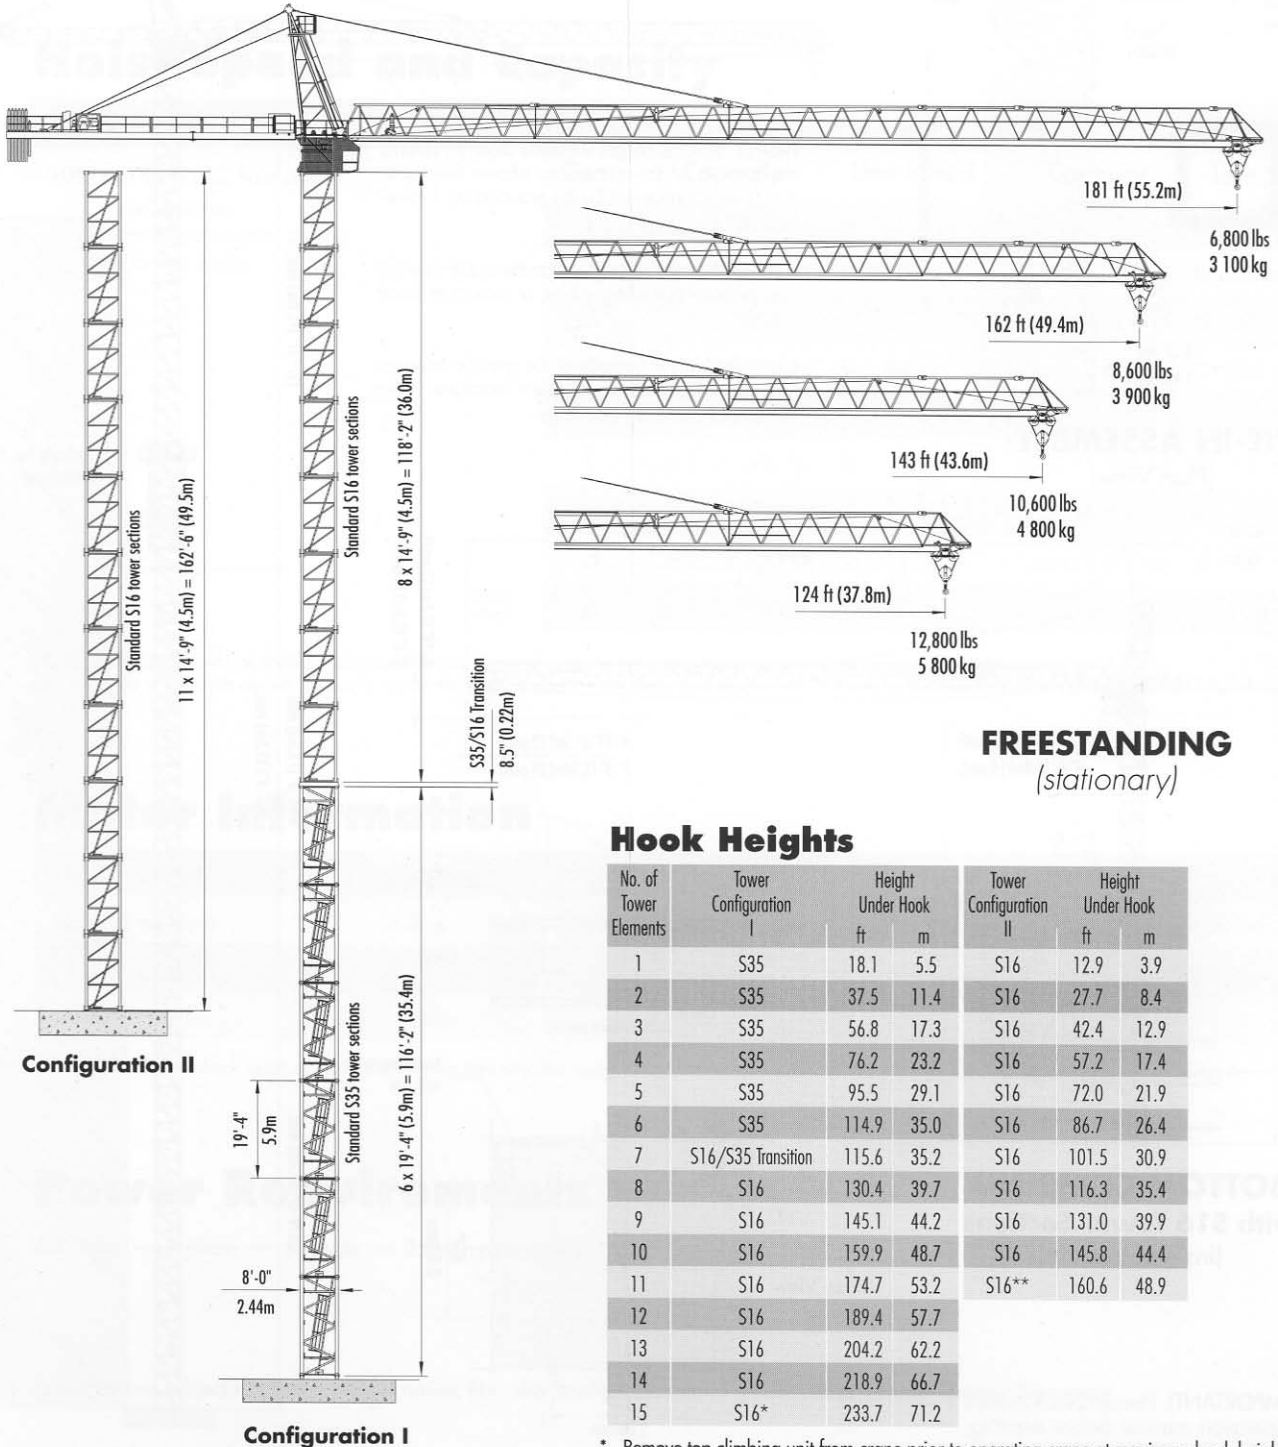 181 ft (55.2m)
6,800 lbs
3 100 kg
162 ft (49.4m)
8,600 lbs
3 900 kg
143 ft (43.6m)
10,600 lbs
4 800 kg
124 ft (37.8m)
12,800 lbs
5 800 kg
Standard S16 tower sections
11 x 14'-9" (4.5m) = 162'-6" (49.5m)
Configuration II
Standard S16 tower sections
8 x 14'-9" (4.5m) = 118'-2" (36.0m)
S35/S16 Transition
8.5" (0.22m)
Standard S35 tower sections
6 x 19'-4" (5.9m) = 116'-2" (35.4m)
19'-4"
5.9m
8'-0"
2.44m
Configuration I
FREESTANDING
(stationary)
Hook Heights
No. of Tower Elements | Tower Configuration I | Height Under Hook ft m | Tower Configuration II | Height Under Hook ft m
1 S35 18.1 5.5 S16 12.9 3.9
2 S35 37.5 11.4 S16 27.7 8.4
3 S35 56.8 17.3 S16 42.4 12.9
4 S35 76.2 23.2 S16 57.2 17.4
5 S35 95.5 29.1 S16 72.0 21.9
6 S35 114.9 35.0 S16 86.7 26.4
7 S16/S35 Transition 115.6 35.2 S16 101.5 30.9
8 S16 130.4 39.7 S16 116.3 35.4
9 S16 145.1 44.2 S16 131.0 39.9
10 S16 159.9 48.7 S16 145.8 44.4
11 S16 174.7 53.2 S16** 160.6 48.9
12 S16 189.4 57.7
13 S16 204.2 62.2
14 S16 218.9 66.7
15 S16* 233.7 71.2